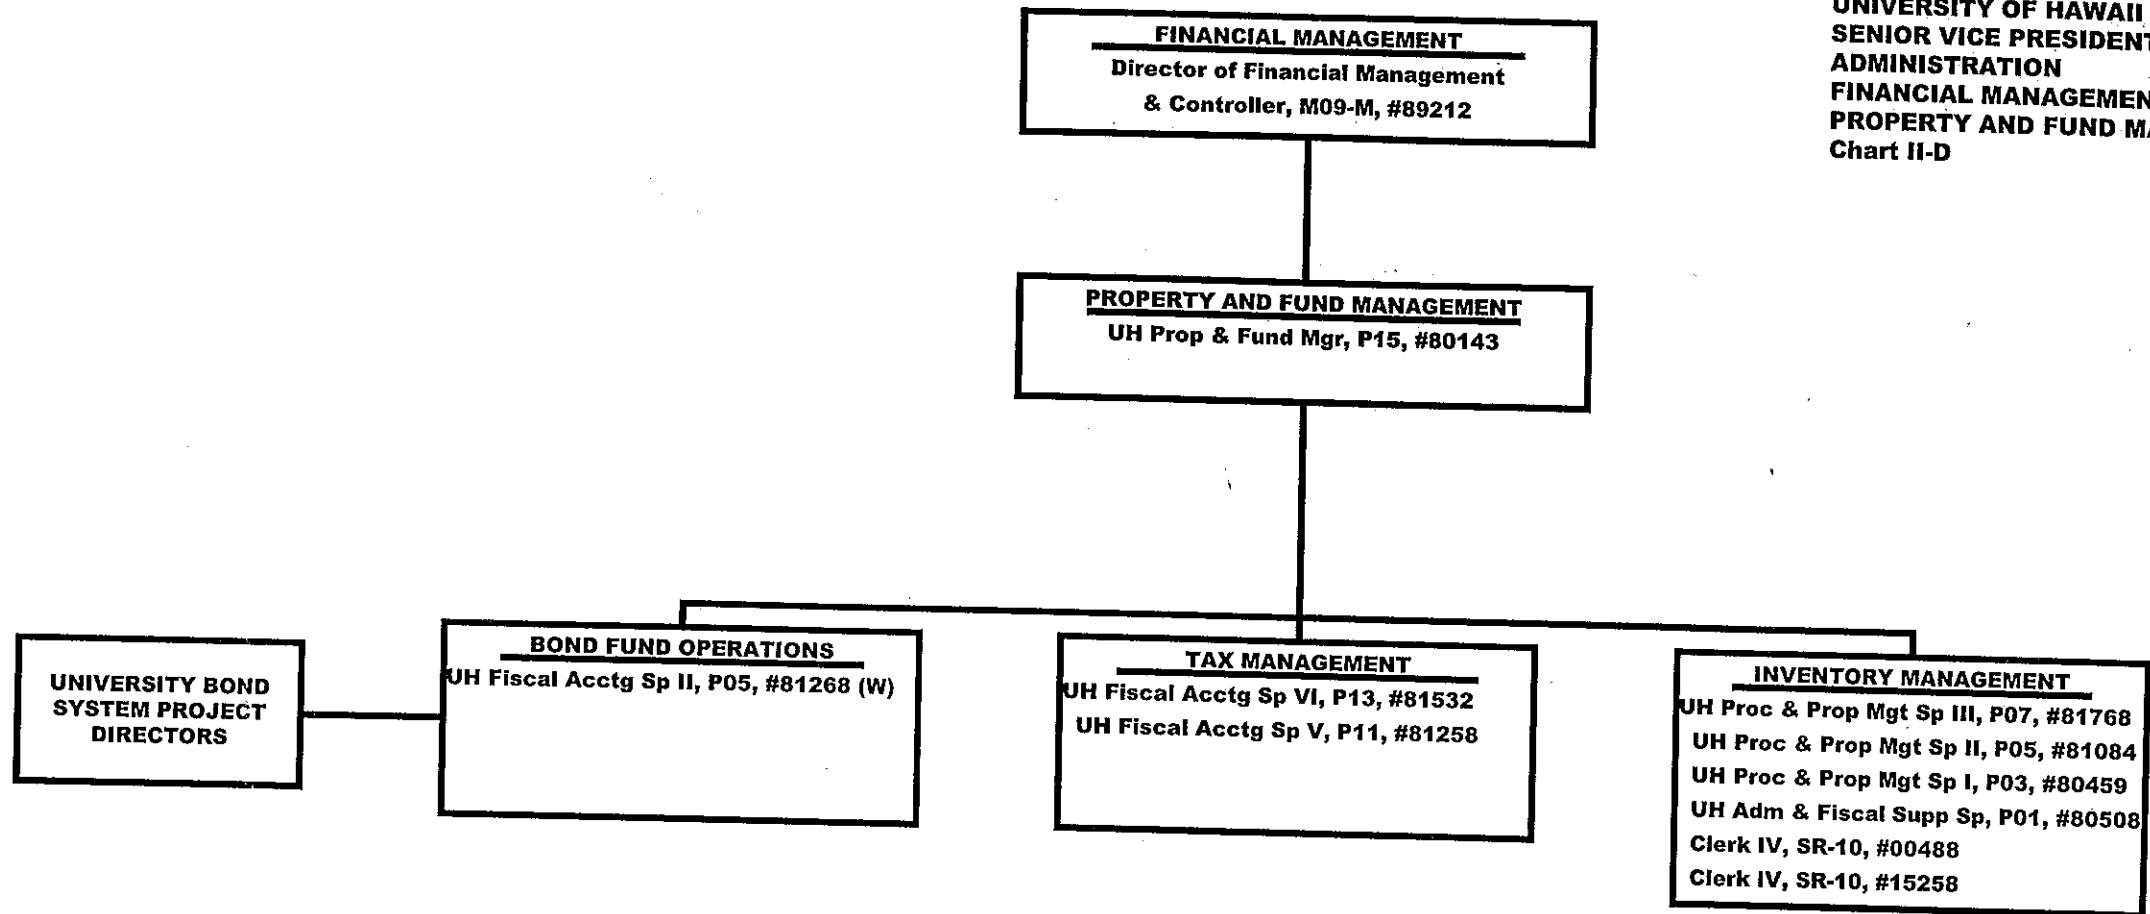 UNIVERSITY OF HAWAII
SENIOR VICE PRESIDENT
ADMINISTRATION
FINANCIAL MANAGEMEN
PROPERTY AND FUND MA
Chart II-D
FINANCIAL MANAGEMENT
Director of Financial Management
& Controller, M09-M, #89212
PROPERTY AND FUND MANAGEMENT
UH Prop & Fund Mgr, P15, #80143
UNIVERSITY BOND
SYSTEM PROJECT
DIRECTORS
BOND FUND OPERATIONS
UH Fiscal Acctg Sp II, P05, #81268 (W)
TAX MANAGEMENT
UH Fiscal Acctg Sp VI, P13, #81532
UH Fiscal Acctg Sp V, P11, #81258
INVENTORY MANAGEMENT
UH Proc & Prop Mgt Sp III, P07, #81768
UH Proc & Prop Mgt Sp II, P05, #81084
UH Proc & Prop Mgt Sp I, P03, #80459
UH Adm & Fiscal Supp Sp, P01, #80508
Clerk IV, SR-10, #00488
Clerk IV, SR-10, #15258